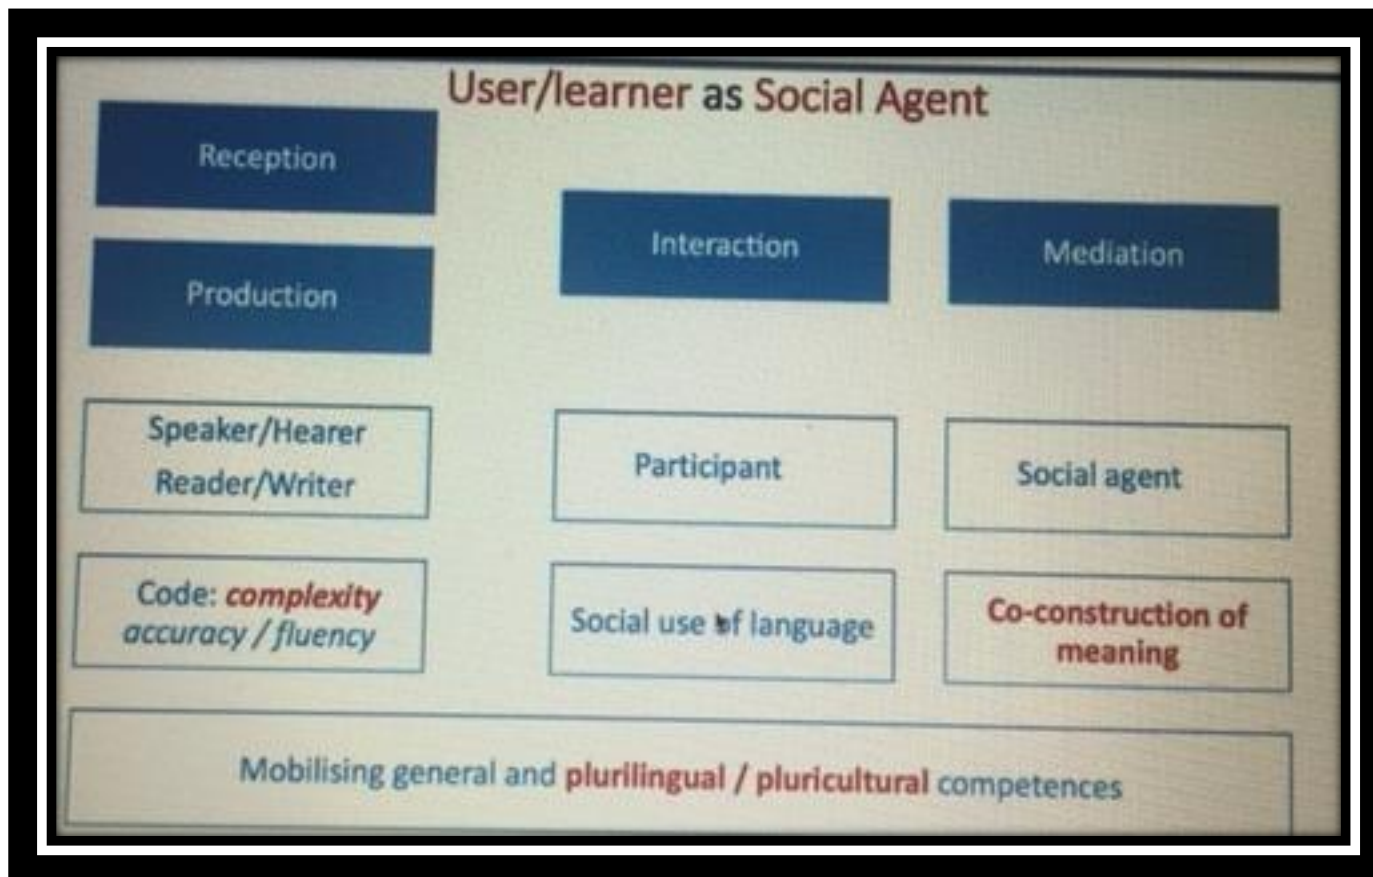 User/learner as Social Agent
Reception
Production
Interaction
Mediation
Speaker/Hearer
Reader/Writer
Participant
Social agent
Code: complexity
accuracy / fluency
Social use of language
Co-construction of
meaning
Mobilising general and plurilingual / pluricultural competences